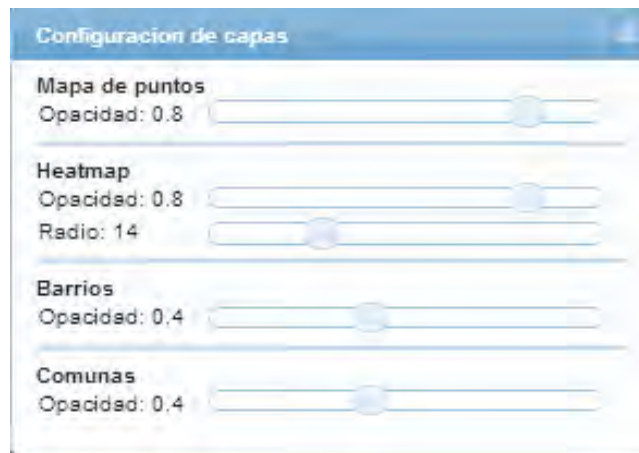 Configuracion de capas
Mapa de puntos
Opacidad: 0.8
Heatmap
Opacidad: 0.8
Radio: 14
Barrios
Opacidad: 0.4
Comunas
Opacidad: 0.4